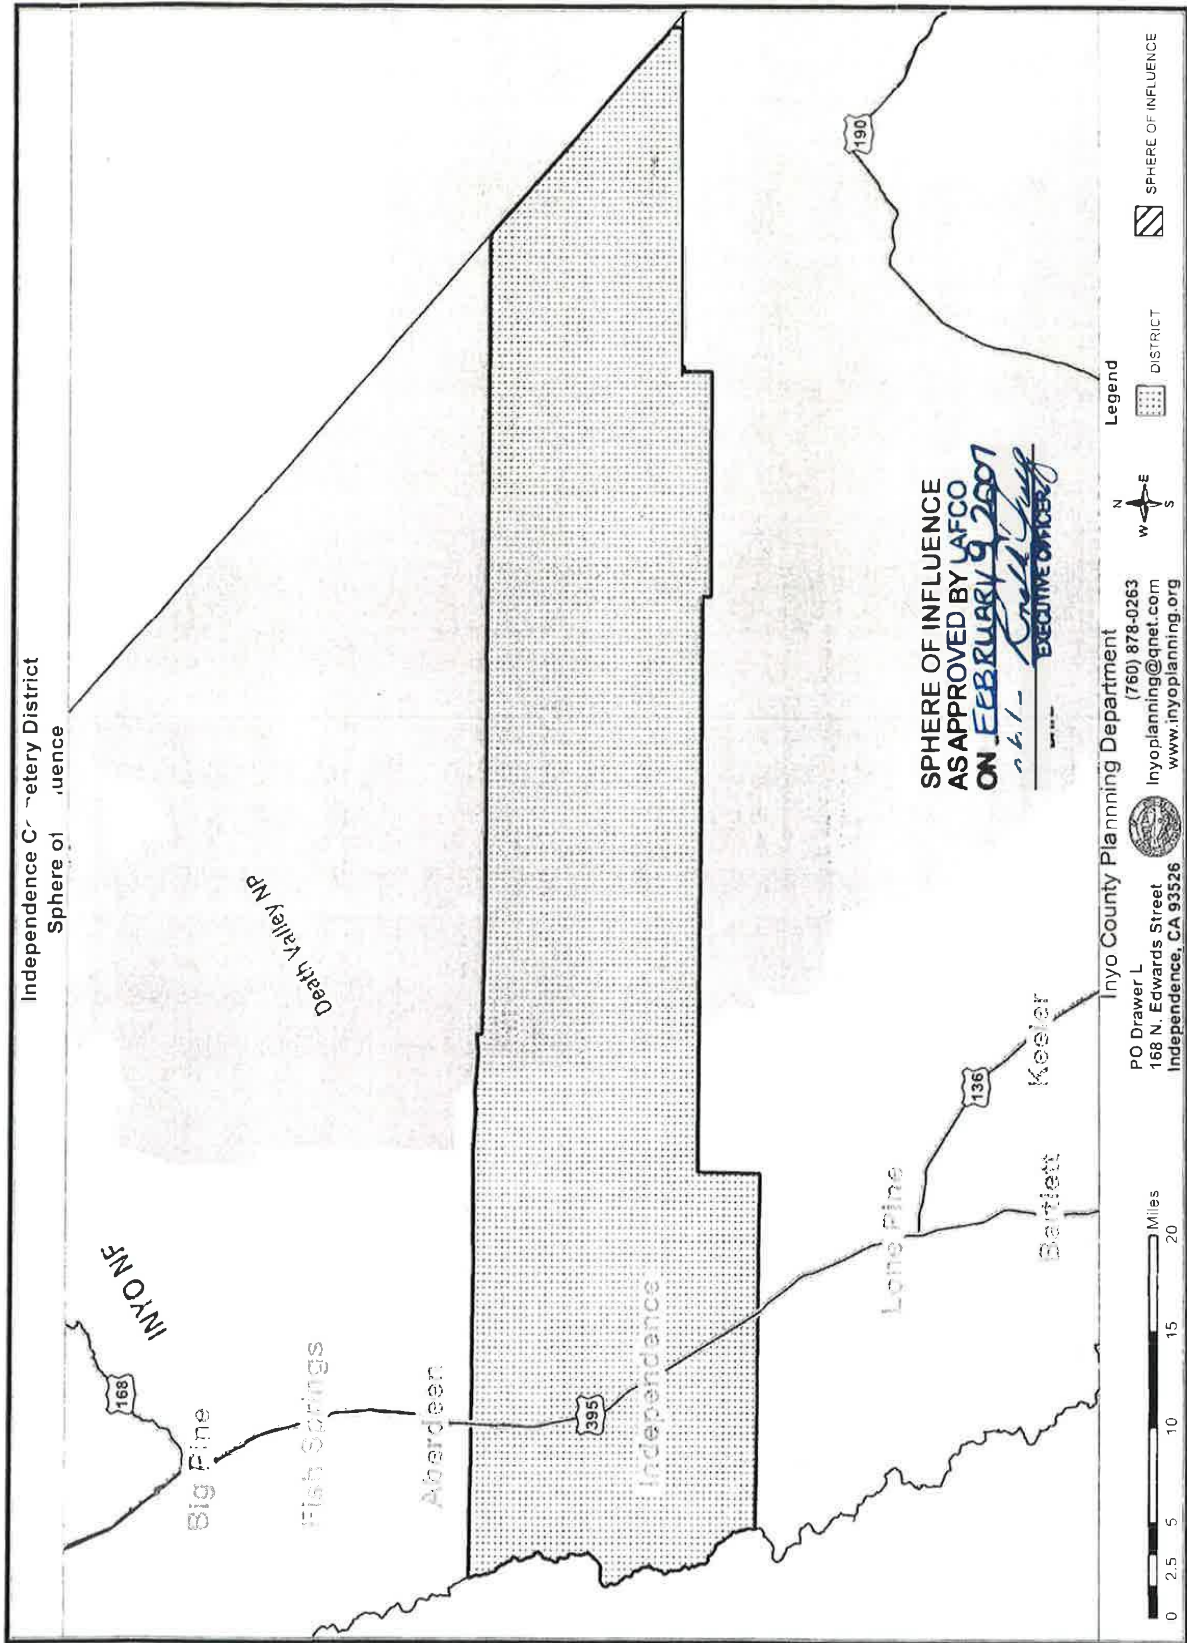 Independence C etery District
Sphere of uence
INYO NF
Death Valley NP
168
Big Pine
Fish Springs
Aberdeen
395
Independence
Lone Pine
136
Keeler
Bartlett
190
SPHERE OF INFLUENCE
AS APPROVED BY LAFCO
ON FEBRUARY 9 2007
EXECUTIVE OFFICER
0 2.5 5 10 15 20 Miles
Inyo County Plannning Department
PO Drawer L
168 N. Edwards Street
Independence, CA 93526
(760) 878-0263
Inyoplanning@qnet.com
www.inyoplanning.org
N
W E
S
Legend
DISTRICT
SPHERE OF INFLUENCE